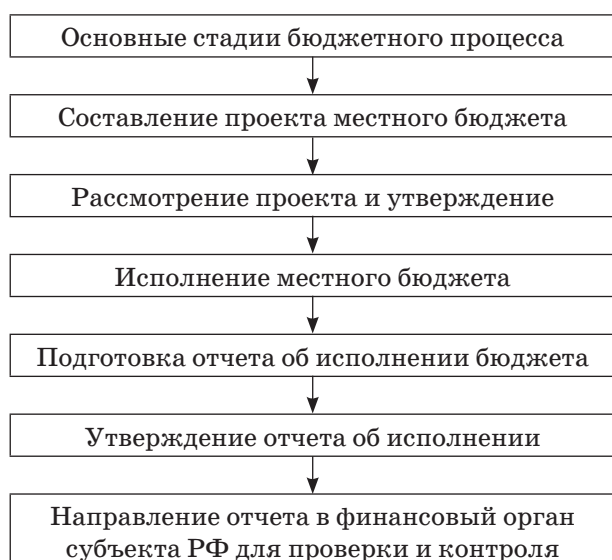 Основные стадии бюджетного процесса
Составление проекта местного бюджета
Рассмотрение проекта и утверждение
Исполнение местного бюджета
Подготовка отчета об исполнении бюджета
Утверждение отчета об исполнении
Направление отчета в финансовый орган
субъекта РФ для проверки и контроля